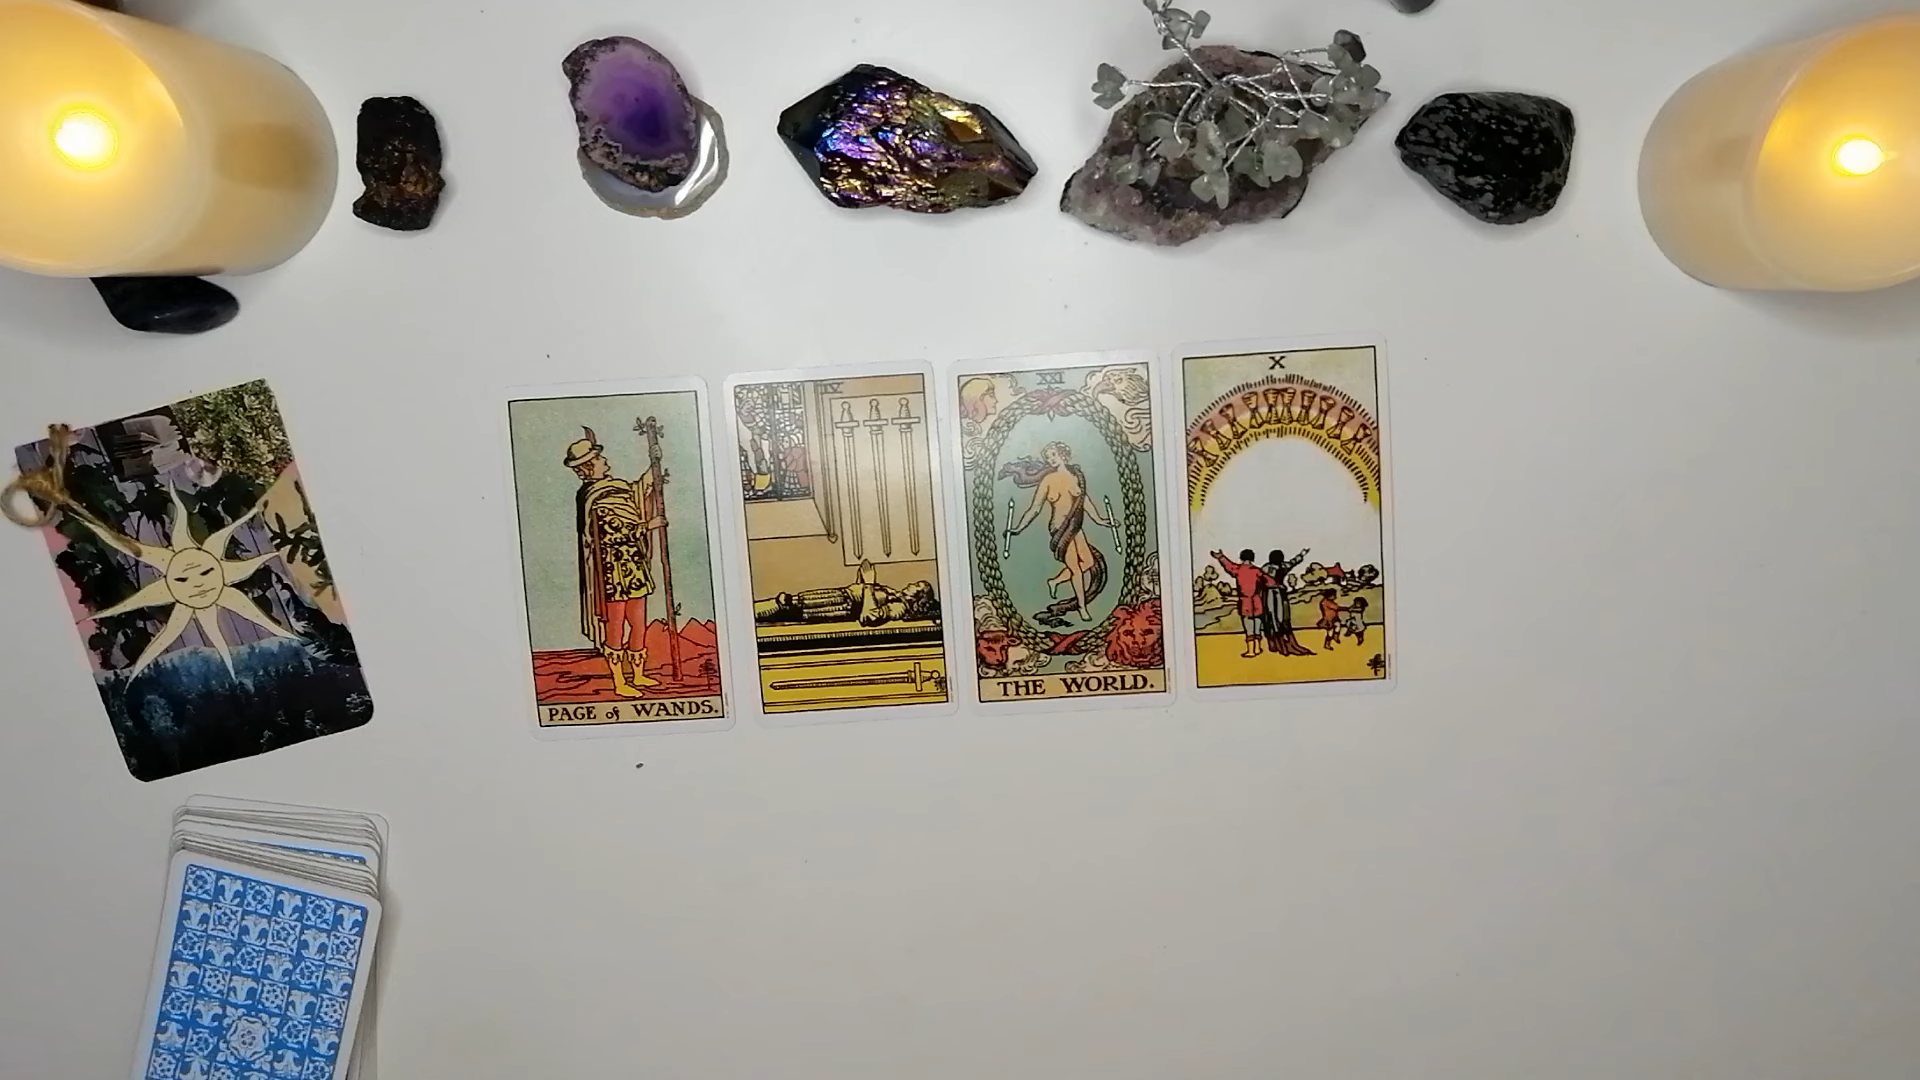 PAGE of WANDS.
IV
XXI
THE WORLD.
X